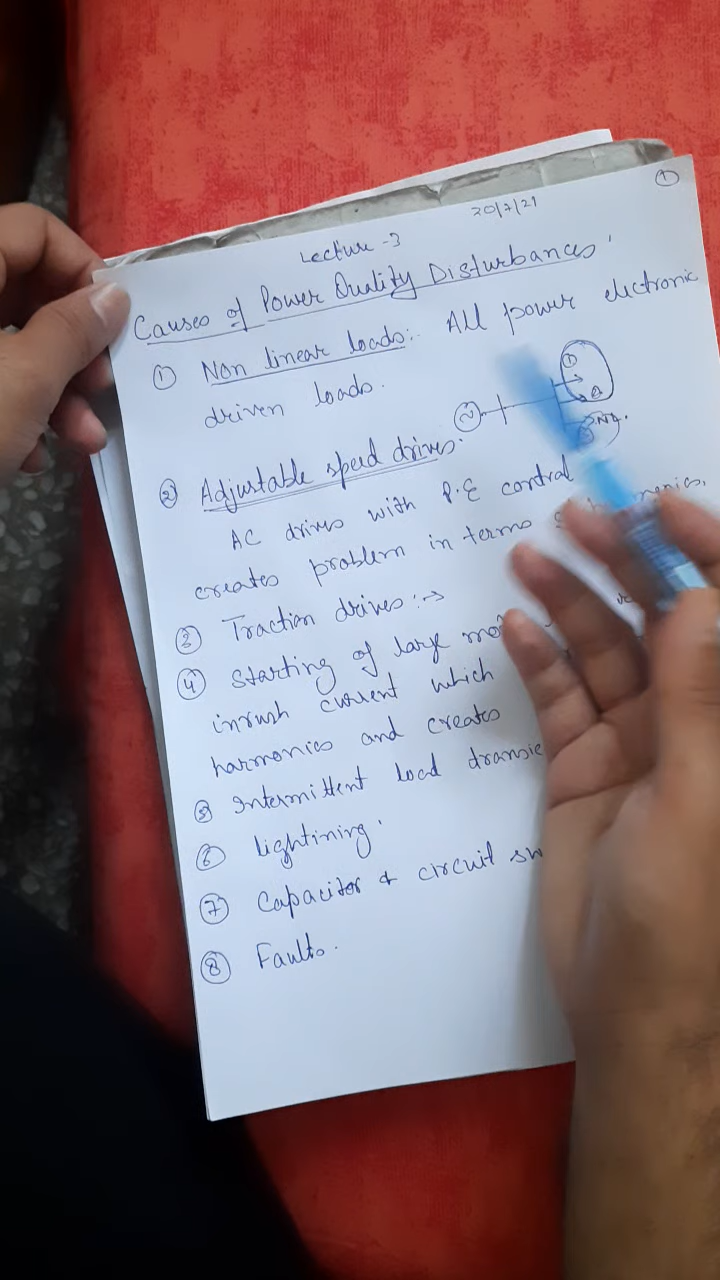 ①
20/7/21
Lecture -3
Causes of Power Quality Disturbances
① Non linear loads:- All power electronic
driven loads.
② Adjustable speed drives.
AC drives with P.E control
creates problem in terms
③ Traction drives :→
④ Starting of large
inrush current which
harmonics and creates
⑤ Intermittent load
⑥ Lightining.
⑦ Capacitor & circuit
⑧ Faults.